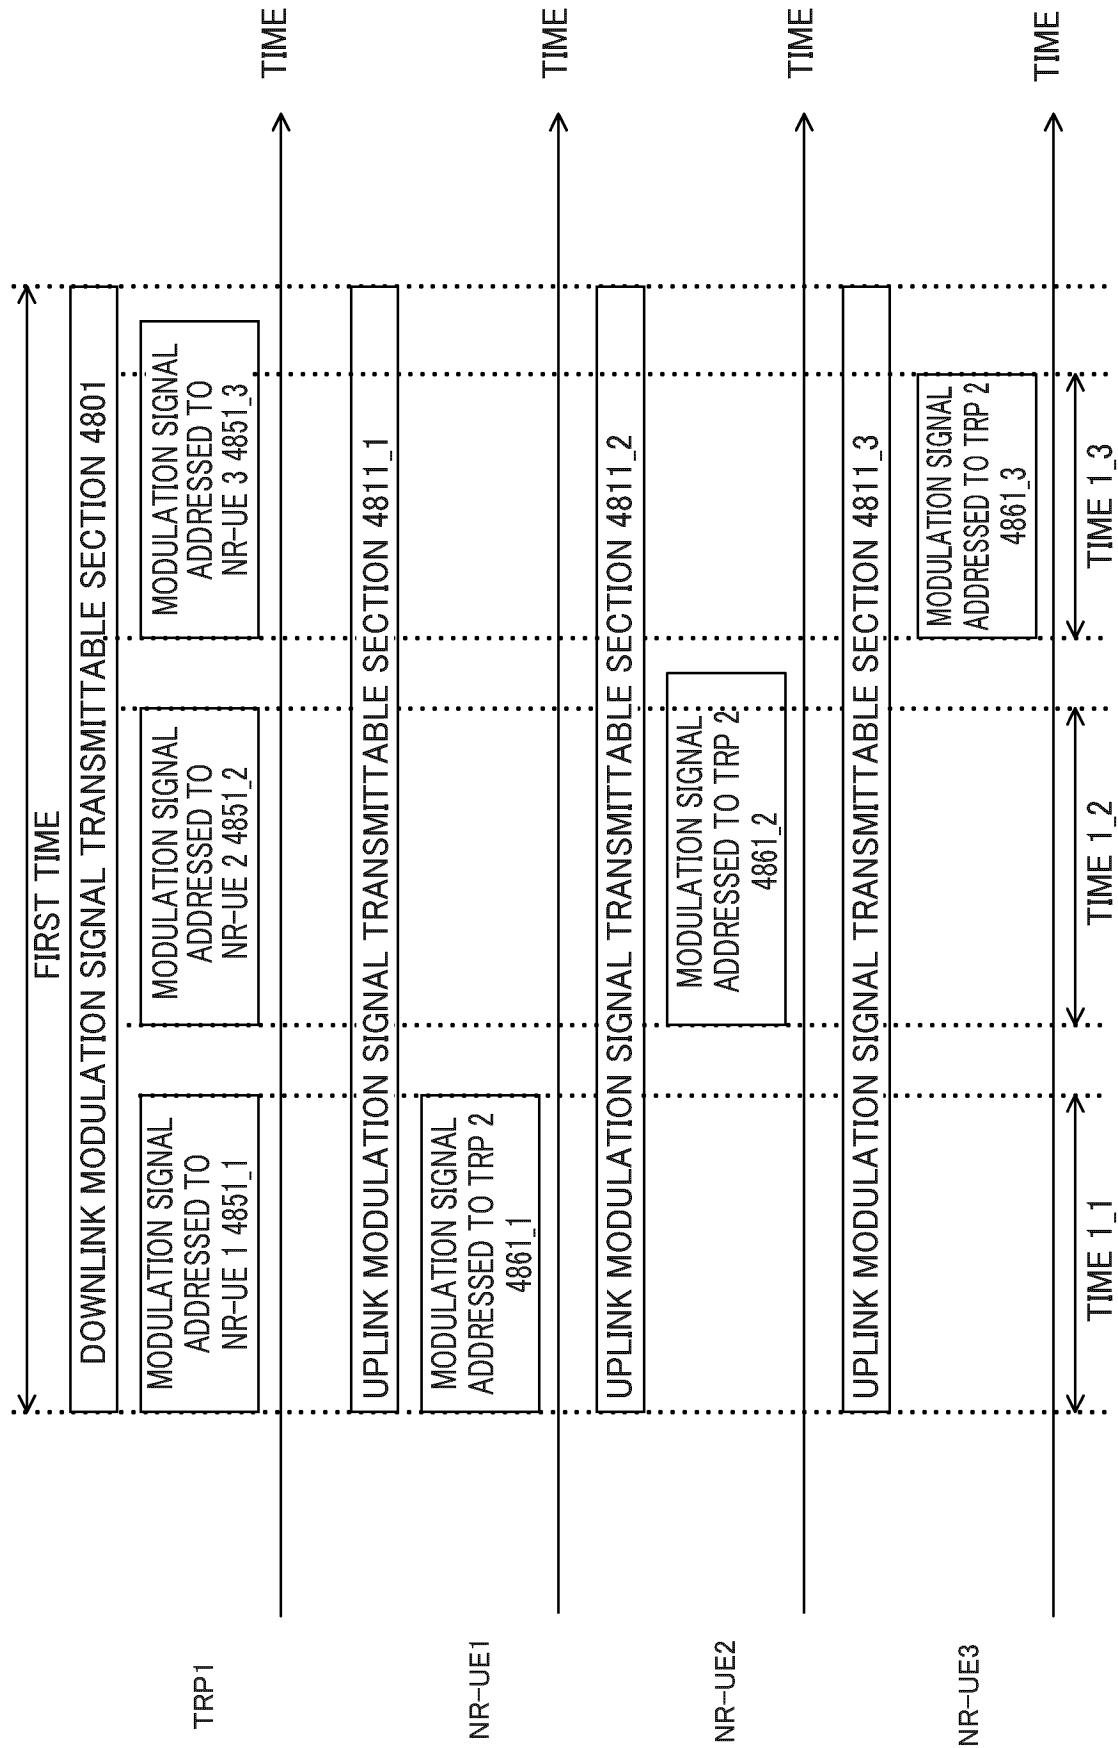 FIRST TIME
DOWNLINK MODULATION SIGNAL TRANSMITTABLE SECTION 4801
TRP1
MODULATION SIGNAL
ADDRESSED TO
NR-UE 1 4851_1
MODULATION SIGNAL
ADDRESSED TO
NR-UE 2 4851_2
MODULATION SIGNAL
ADDRESSED TO
NR-UE 3 4851_3
TIME
UPLINK MODULATION SIGNAL TRANSMITTABLE SECTION 4811_1
NR-UE1
MODULATION SIGNAL
ADDRESSED TO TRP 2
4861_1
TIME
UPLINK MODULATION SIGNAL TRANSMITTABLE SECTION 4811_2
NR-UE2
MODULATION SIGNAL
ADDRESSED TO TRP 2
4861_2
TIME
UPLINK MODULATION SIGNAL TRANSMITTABLE SECTION 4811_3
NR-UE3
MODULATION SIGNAL
ADDRESSED TO TRP 2
4861_3
TIME
TIME 1_1
TIME 1_2
TIME 1_3